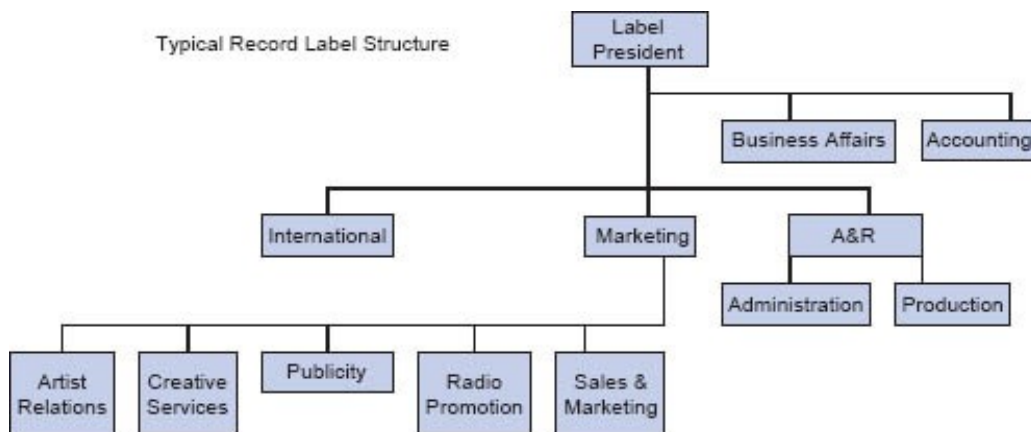 Typical Record Label Structure
Label
President
Business Affairs
Accounting
International
Marketing
A&R
Administration
Production
Artist
Relations
Creative
Services
Publicity
Radio
Promotion
Sales &
Marketing